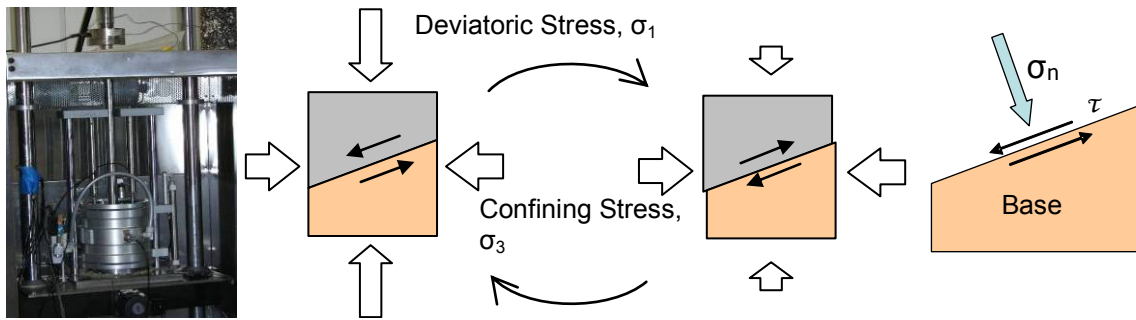 Deviatoric Stress, σ1
Confining Stress,
σ3
σn
τ
Base